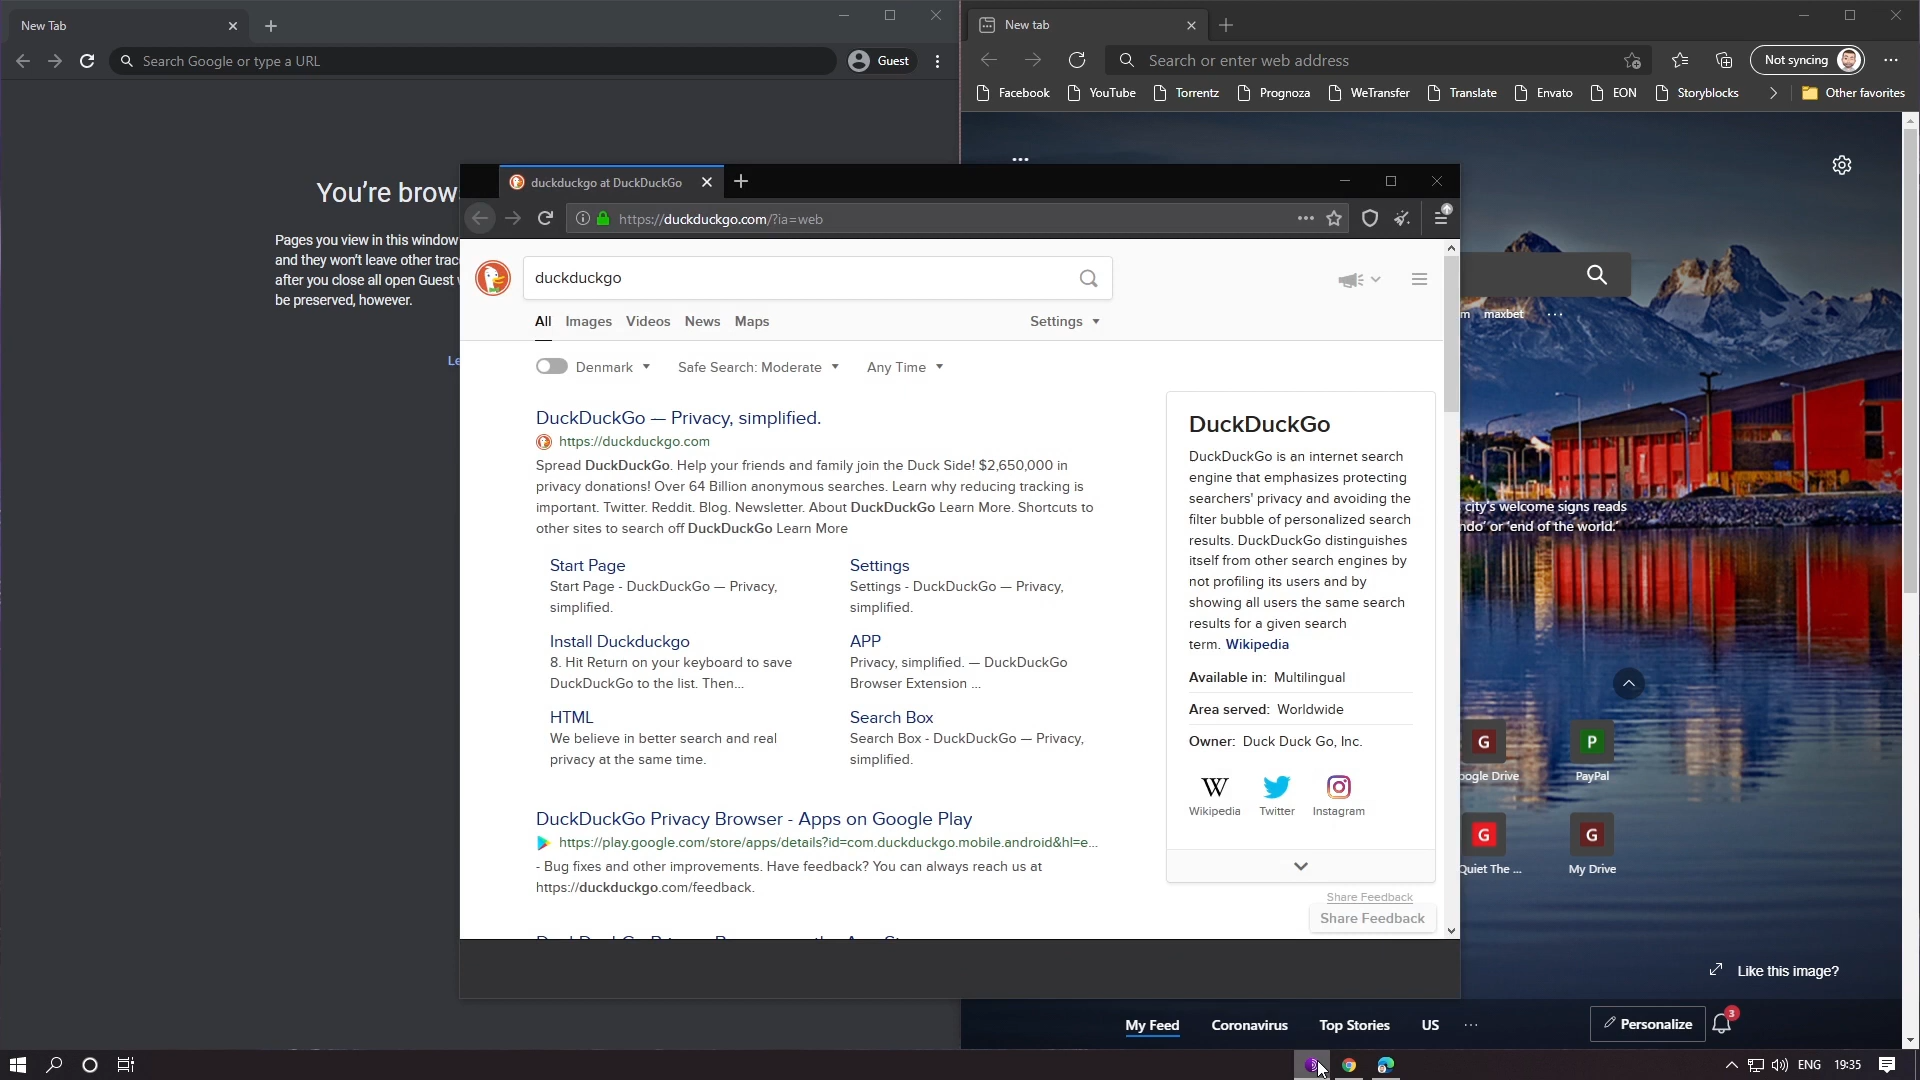 New Tab
Search Google or type a URL
Guest
You're brow
Pages you view in this window
and they won't leave other trac
after you close all open Guest
be preserved, however.
Le
New tab
Search or enter web address
Not syncing
Facebook
YouTube
Torrentz
Prognoza
WeTransfer
Translate
Envato
EON
Storyblocks
Other favorites
duckduckgo at DuckDuckGo
https://duckduckgo.com/?ia=web
duckduckgo
All Images Videos News Maps
Settings
Denmark
Safe Search: Moderate
Any Time
DuckDuckGo — Privacy, simplified.
https://duckduckgo.com
Spread DuckDuckGo. Help your friends and family join the Duck Side! $2,650,000 in
privacy donations! Over 64 Billion anonymous searches. Learn why reducing tracking is
important. Twitter. Reddit. Blog. Newsletter. About DuckDuckGo Learn More. Shortcuts to
other sites to search off DuckDuckGo Learn More
Start Page
Start Page - DuckDuckGo — Privacy,
simplified.
Settings
Settings - DuckDuckGo — Privacy,
simplified.
Install Duckduckgo
8. Hit Return on your keyboard to save
DuckDuckGo to the list. Then...
APP
Privacy, simplified. — DuckDuckGo
Browser Extension ...
HTML
We believe in better search and real
privacy at the same time.
Search Box
Search Box - DuckDuckGo — Privacy,
simplified.
DuckDuckGo Privacy Browser - Apps on Google Play
https://play.google.com/store/apps/details?id=com.duckduckgo.mobile.android&hl=e...
- Bug fixes and other improvements. Have feedback? You can always reach us at
https://duckduckgo.com/feedback.
DuckDuckGo
DuckDuckGo is an internet search
engine that emphasizes protecting
searchers' privacy and avoiding the
filter bubble of personalized search
results. DuckDuckGo distinguishes
itself from other search engines by
not profiling its users and by
showing all users the same search
results for a given search
term. Wikipedia
Available in: Multilingual
Area served: Worldwide
Owner: Duck Duck Go, Inc.
W
Wikipedia
Twitter
Instagram
Share Feedback
Share Feedback
m maxbet
city's welcome signs reads
ndo' or 'end of the world.'
G
oogle Drive
P
PayPal
G
Quiet The ...
G
My Drive
Like this image?
My Feed
Coronavirus
Top Stories
US
Personalize
3
ENG
19:35